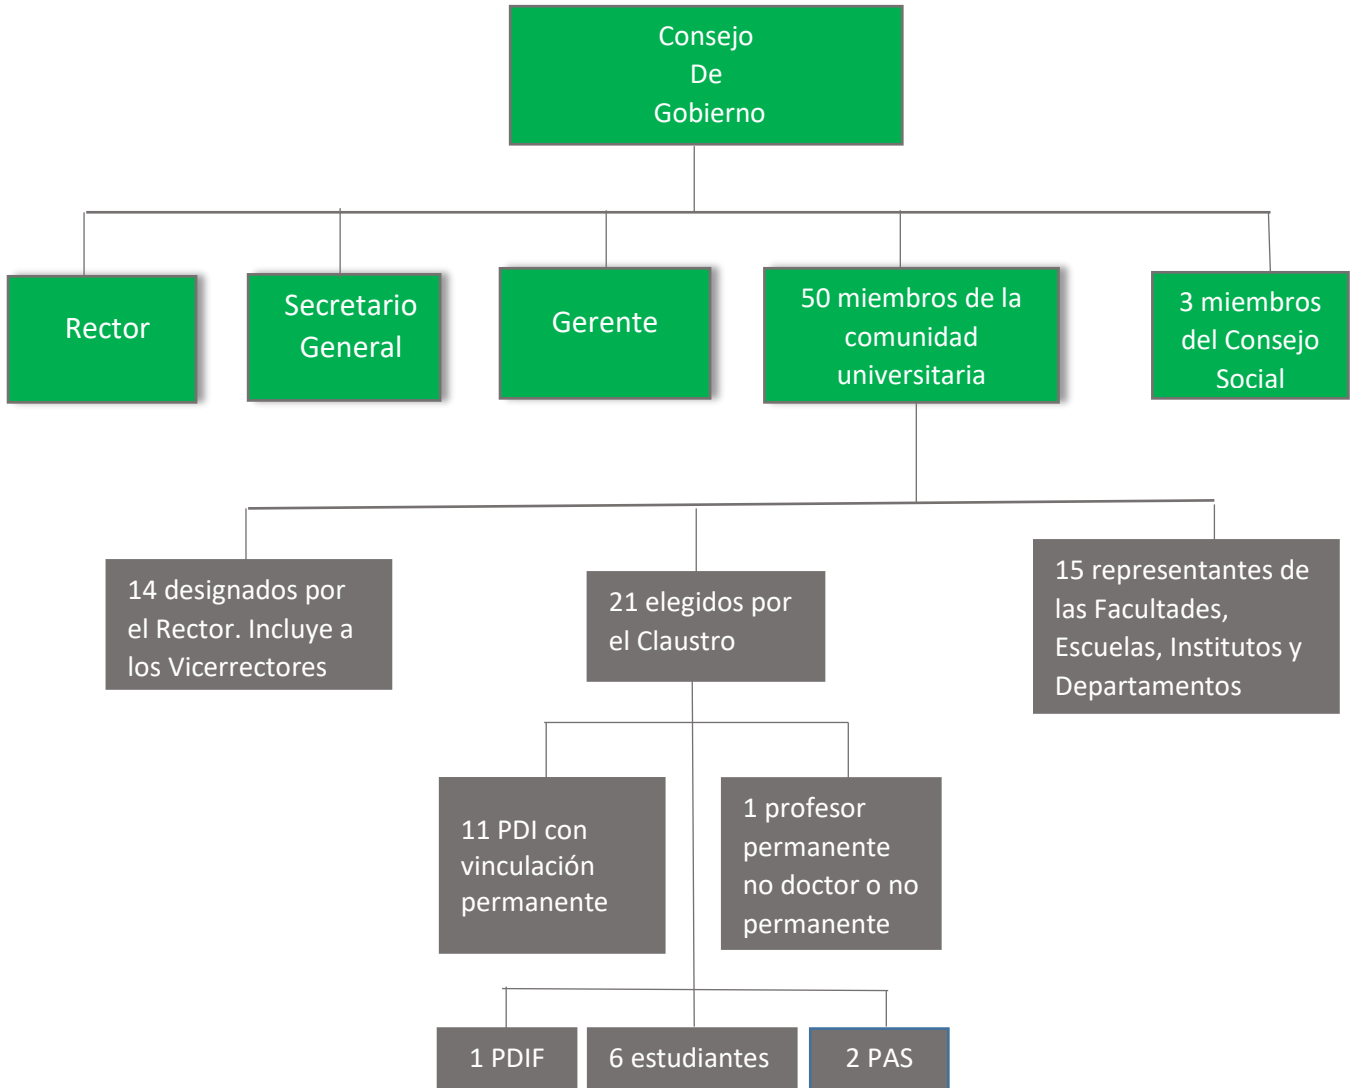 Consejo
De
Gobierno
Rector
Secretario
General
Gerente
50 miembros de la
comunidad
universitaria
3 miembros
del Consejo
Social
14 designados por
el Rector. Incluye a
los Vicerrectores
21 elegidos por
el Claustro
15 representantes de
las Facultades,
Escuelas, Institutos y
Departamentos
11 PDI con
vinculación
permanente
1 profesor
permanente
no doctor o no
permanente
1 PDIF
6 estudiantes
2 PAS